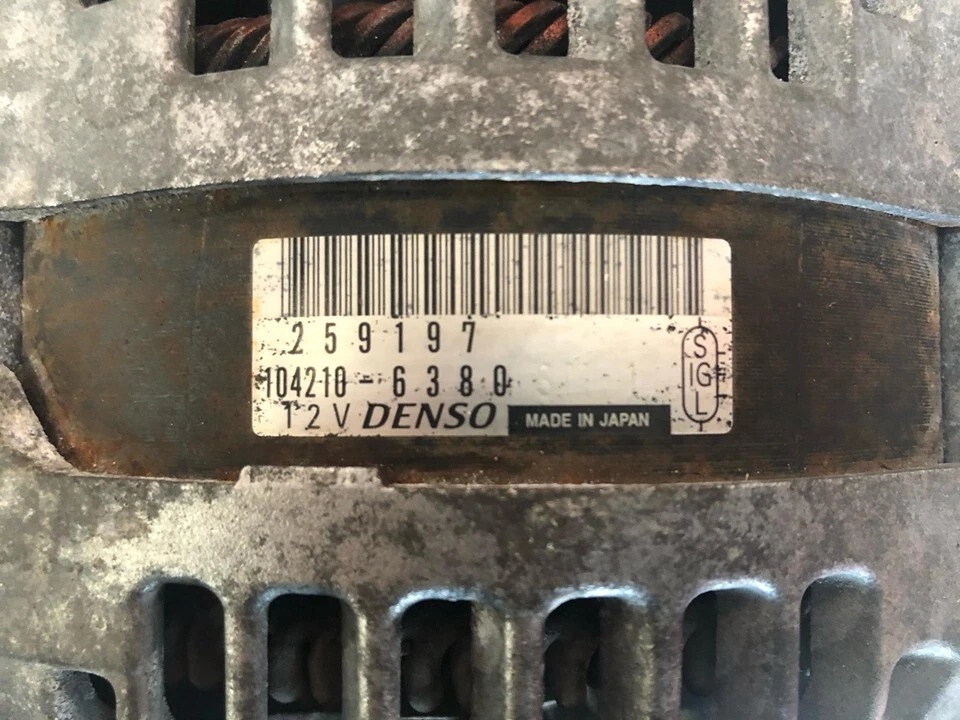 259197
104210-6380
12V DENSO MADE IN JAPAN
S
IG
L